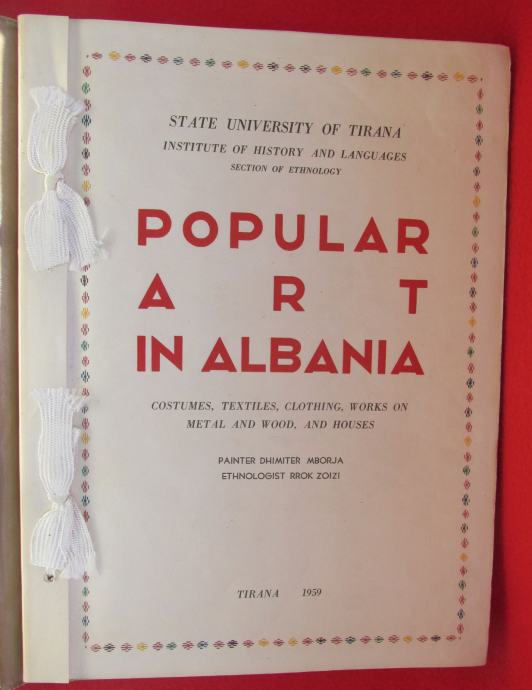 STATE UNIVERSITY OF TIRANA
INSTITUTE OF HISTORY AND LANGUAGES
SECTION OF ETHNOLOGY
POPULAR
A R T
IN ALBANIA
COSTUMES, TEXTILES, CLOTHING, WORKS ON
METAL AND WOOD, AND HOUSES
PAINTER DHIMITER MBORJA
ETHNOLOGIST RROK ZOIZI
TIRANA 1959